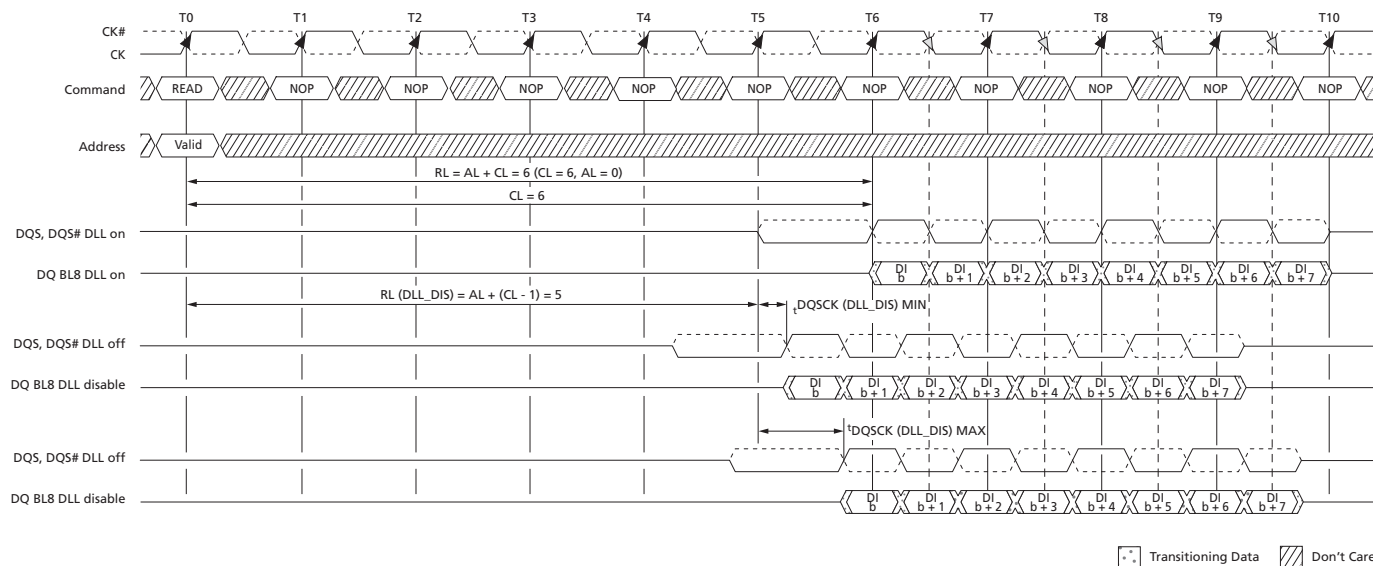 T0 T1 T2 T3 T4 T5 T6 T7 T8 T9 T10
CK#
CK
Command READ NOP NOP NOP NOP NOP NOP NOP NOP NOP NOP
Address Valid
RL = AL + CL = 6 (CL = 6, AL = 0)
CL = 6
DQS, DQS# DLL on
DQ BL8 DLL on DI b DI b + 1 DI b + 2 DI b + 3 DI b + 4 DI b + 5 DI b + 6 DI b + 7
RL (DLL_DIS) = AL + (CL - 1) = 5 tDQSCK (DLL_DIS) MIN
DQS, DQS# DLL off
DQ BL8 DLL disable DI b DI b + 1 DI b + 2 DI b + 3 DI b + 4 DI b + 5 DI b + 6 DI b + 7
tDQSCK (DLL_DIS) MAX
DQS, DQS# DLL off
DQ BL8 DLL disable DI b DI b + 1 DI b + 2 DI b + 3 DI b + 4 DI b + 5 DI b + 6 DI b + 7
Transitioning Data Don't Care